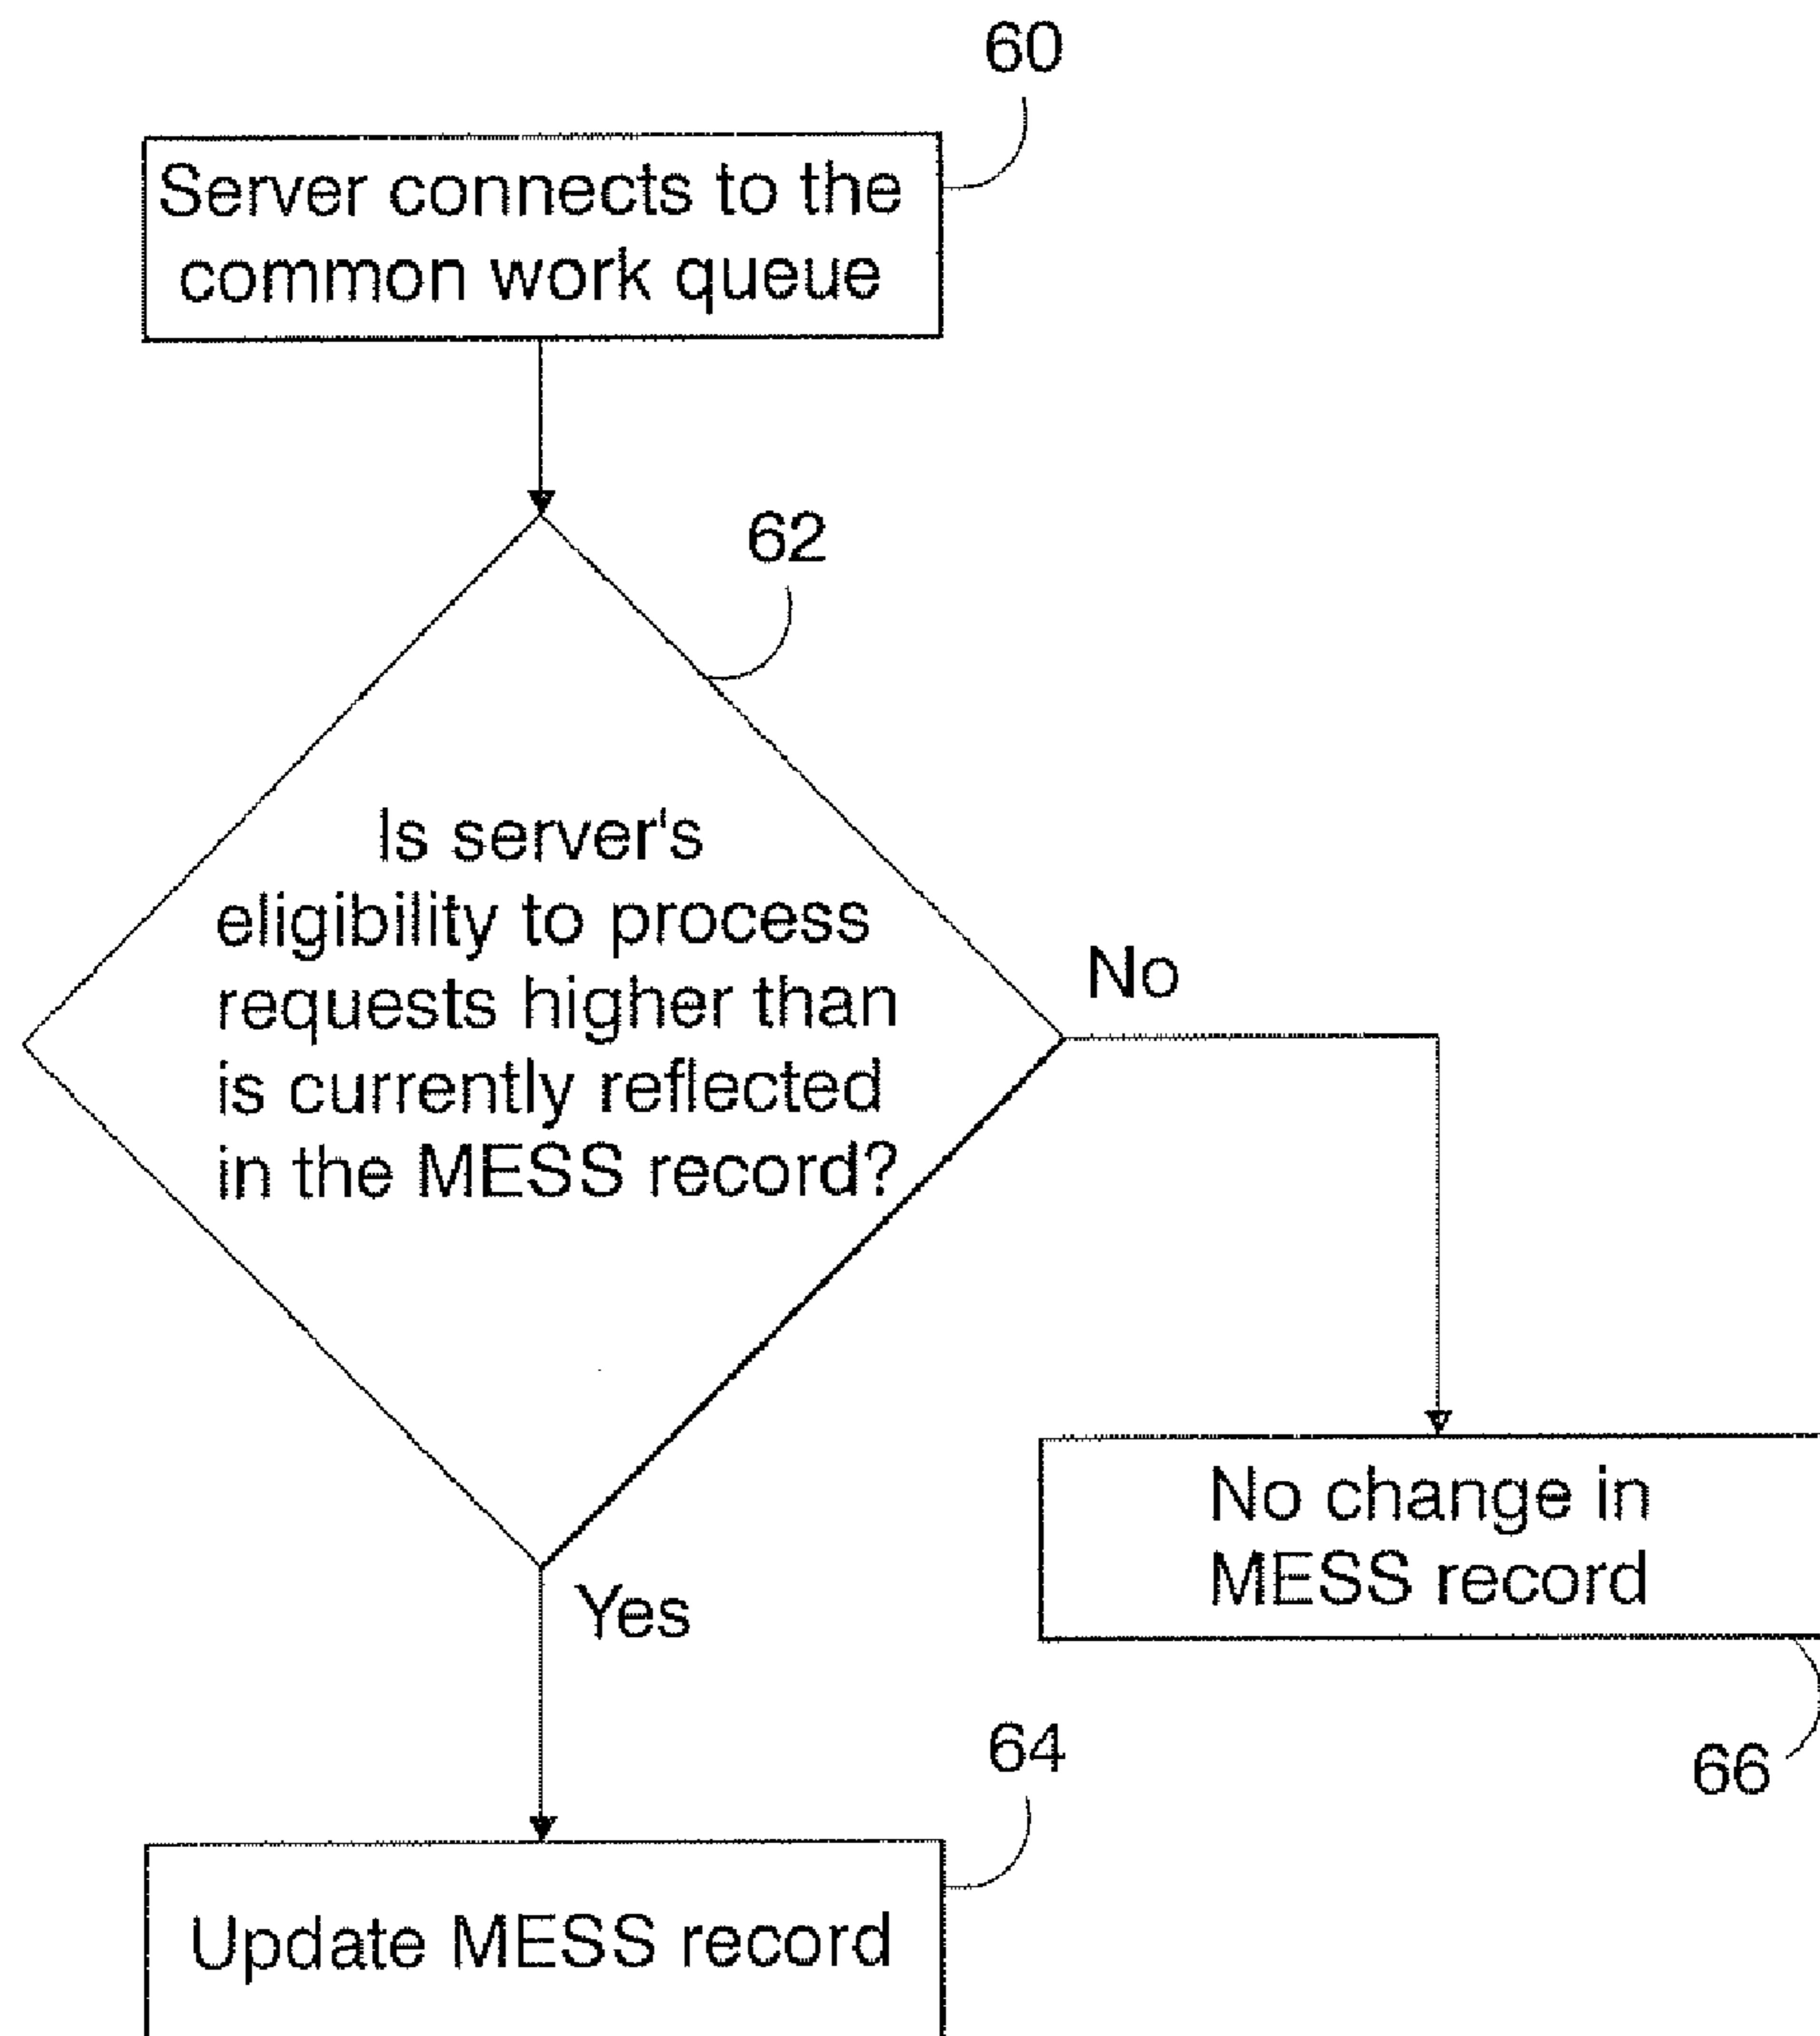 60
Server connects to the
common work queue
62
Is server's
eligibility to process
requests higher than
is currently reflected
in the MESS record?
No
No change in
MESS record
66
Yes
64
Update MESS record